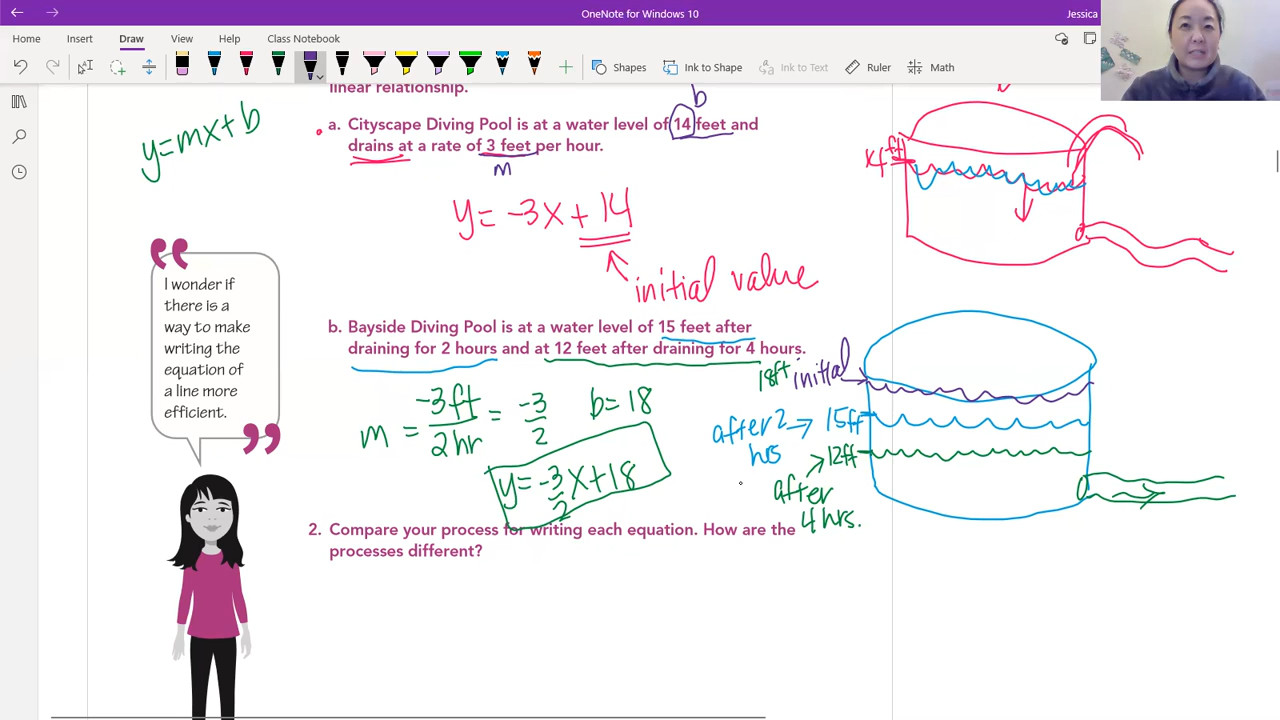 OneNote for Windows 10
Jessica
Home Insert Draw View Help Class Notebook
Shapes Ink to Shape Ink to Text Ruler Math
linear relationship.
b
y=mx+b
a. Cityscape Diving Pool is at a water level of 14 feet and
drains at a rate of 3 feet per hour.
m
y= -3x + 14
initial value
I wonder if
there is a
way to make
writing the
equation of
a line more
efficient.
b. Bayside Diving Pool is at a water level of 15 feet after
draining for 2 hours and at 12 feet after draining for 4 hours.
m = -3ft/2hr = -3/2 b=18
y= -3/2 x+18
18ft initial
after 2 hrs → 15ft
→ 12ft
after
4 hrs.
2. Compare your process for writing each equation. How are the
processes different?